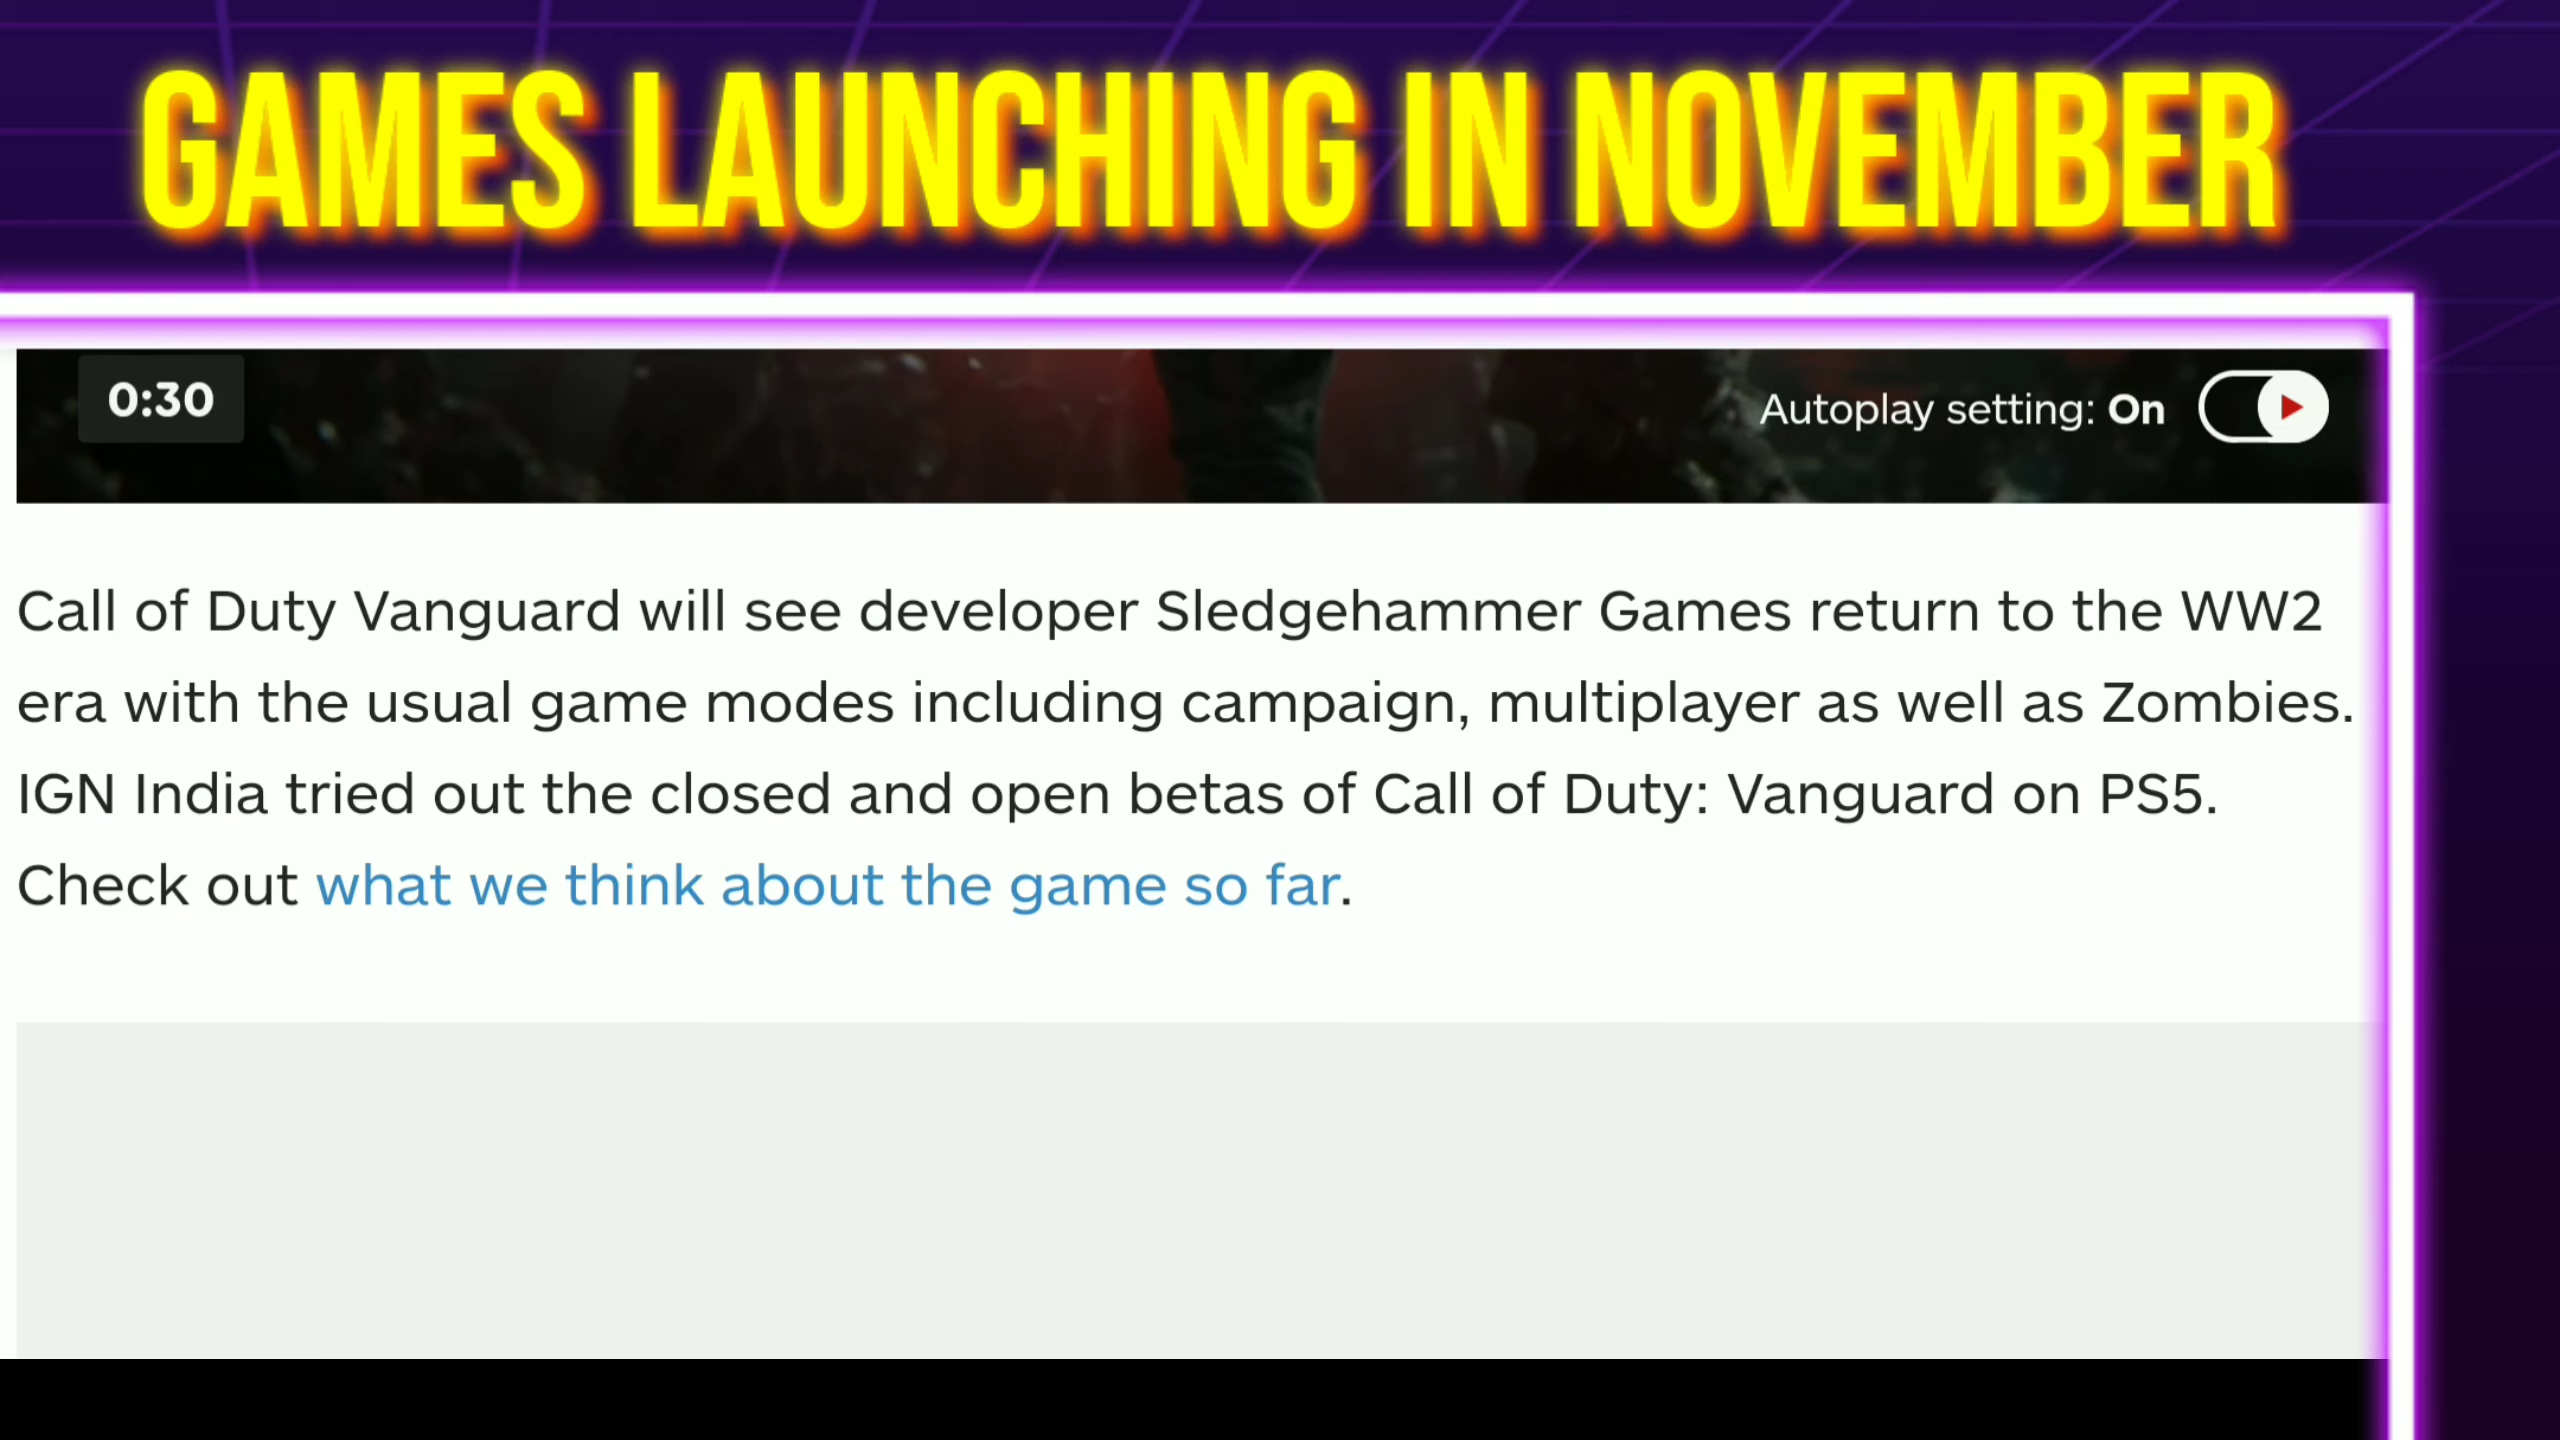 GAMES LAUNCHING IN NOVEMBER
0:30
Autoplay setting: On
Call of Duty Vanguard will see developer Sledgehammer Games return to the WW2
era with the usual game modes including campaign, multiplayer as well as Zombies.
IGN India tried out the closed and open betas of Call of Duty: Vanguard on PS5.
Check out what we think about the game so far.